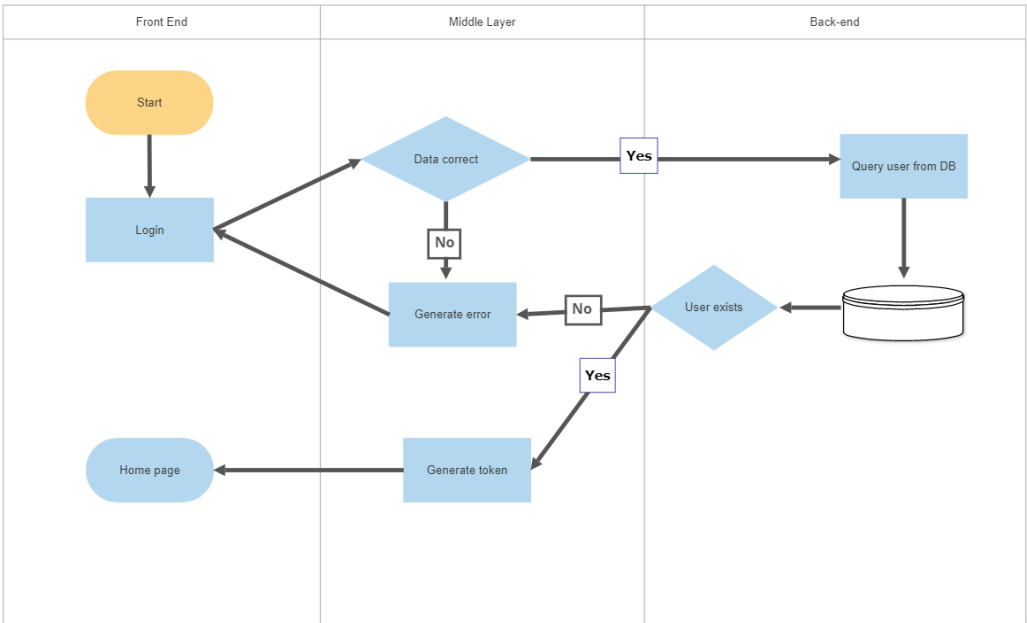 Front End
Middle Layer
Back-end
Start
Data correct
Yes
Query user from DB
Login
No
Generate error
No
User exists
Yes
Home page
Generate token